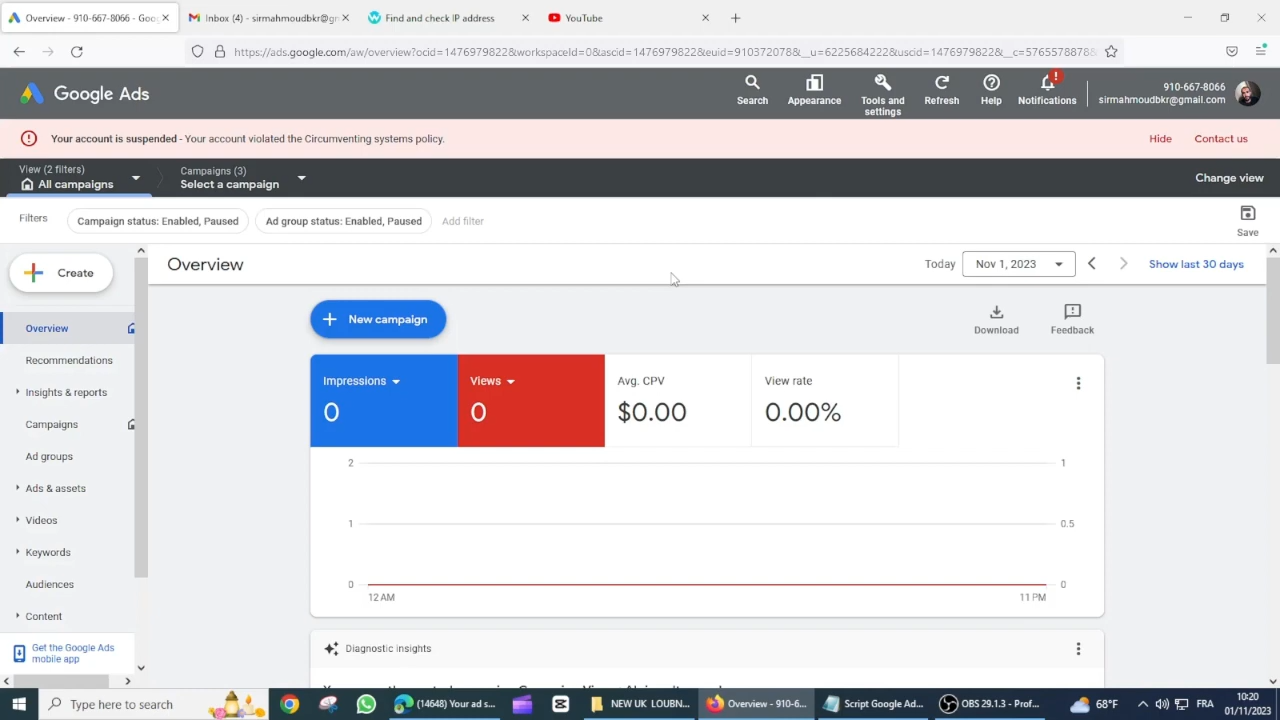 Overview - 910-667-8066 - Goog
Inbox (4) - sirmahmoudbkr@gm
Find and check IP address
YouTube
https://ads.google.com/aw/overview?ocid=1476979822&workspaceId=0&ascid=1476979822&euid=910372078&__u=6225684222&uscid=1476979822&__c=5765578878&
Google Ads
Search
Appearance
Tools and settings
Refresh
Help
Notifications
910-667-8066
sirmahmoudbkr@gmail.com
Your account is suspended - Your account violated the Circumventing systems policy.
Hide
Contact us
View (2 filters)
All campaigns
Campaigns (3)
Select a campaign
Change view
Filters
Campaign status: Enabled, Paused
Ad group status: Enabled, Paused
Add filter
Save
Create
Overview
Today
Nov 1, 2023
Show last 30 days
Overview
Recommendations
Insights & reports
Campaigns
Ad groups
Ads & assets
Videos
Keywords
Audiences
Content
Get the Google Ads
mobile app
New campaign
Download
Feedback
Impressions
0
Views
0
Avg. CPV
$0.00
View rate
0.00%
2
1
1
0.5
0
0
12 AM
11 PM
Diagnostic insights
Type here to search
(14648) Your ad s...
NEW UK LOUBN...
Overview - 910-6...
Script Google Ad...
OBS 29.1.3 - Prof...
68°F
FRA
10:20
01/11/2023